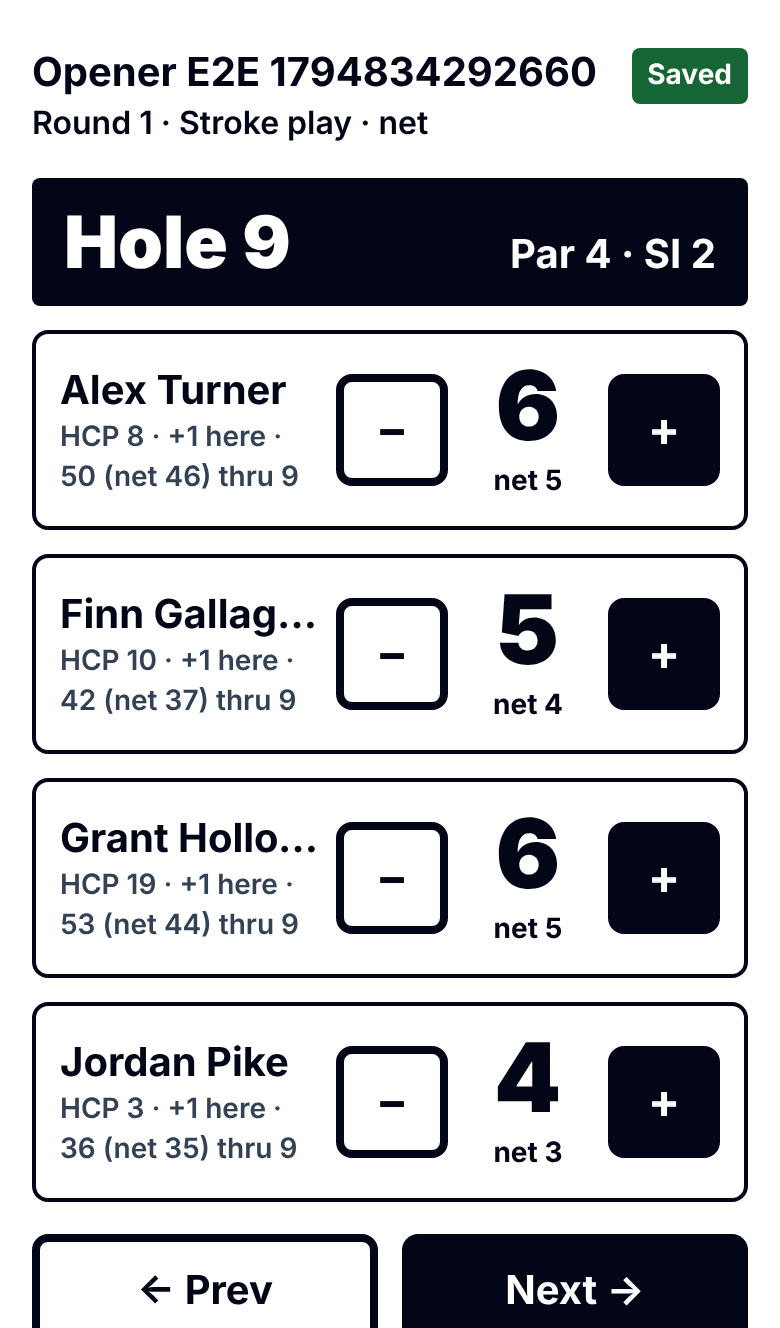 Opener E2E 1794834292660
Saved
Round 1 · Stroke play · net
Hole 9
Par 4 · SI 2
Alex Turner
HCP 8 · +1 here ·
50 (net 46) thru 9
−
6
net 5
+
Finn Gallag...
HCP 10 · +1 here ·
42 (net 37) thru 9
−
5
net 4
+
Grant Hollo...
HCP 19 · +1 here ·
53 (net 44) thru 9
−
6
net 5
+
Jordan Pike
HCP 3 · +1 here ·
36 (net 35) thru 9
−
4
net 3
+
← Prev
Next →